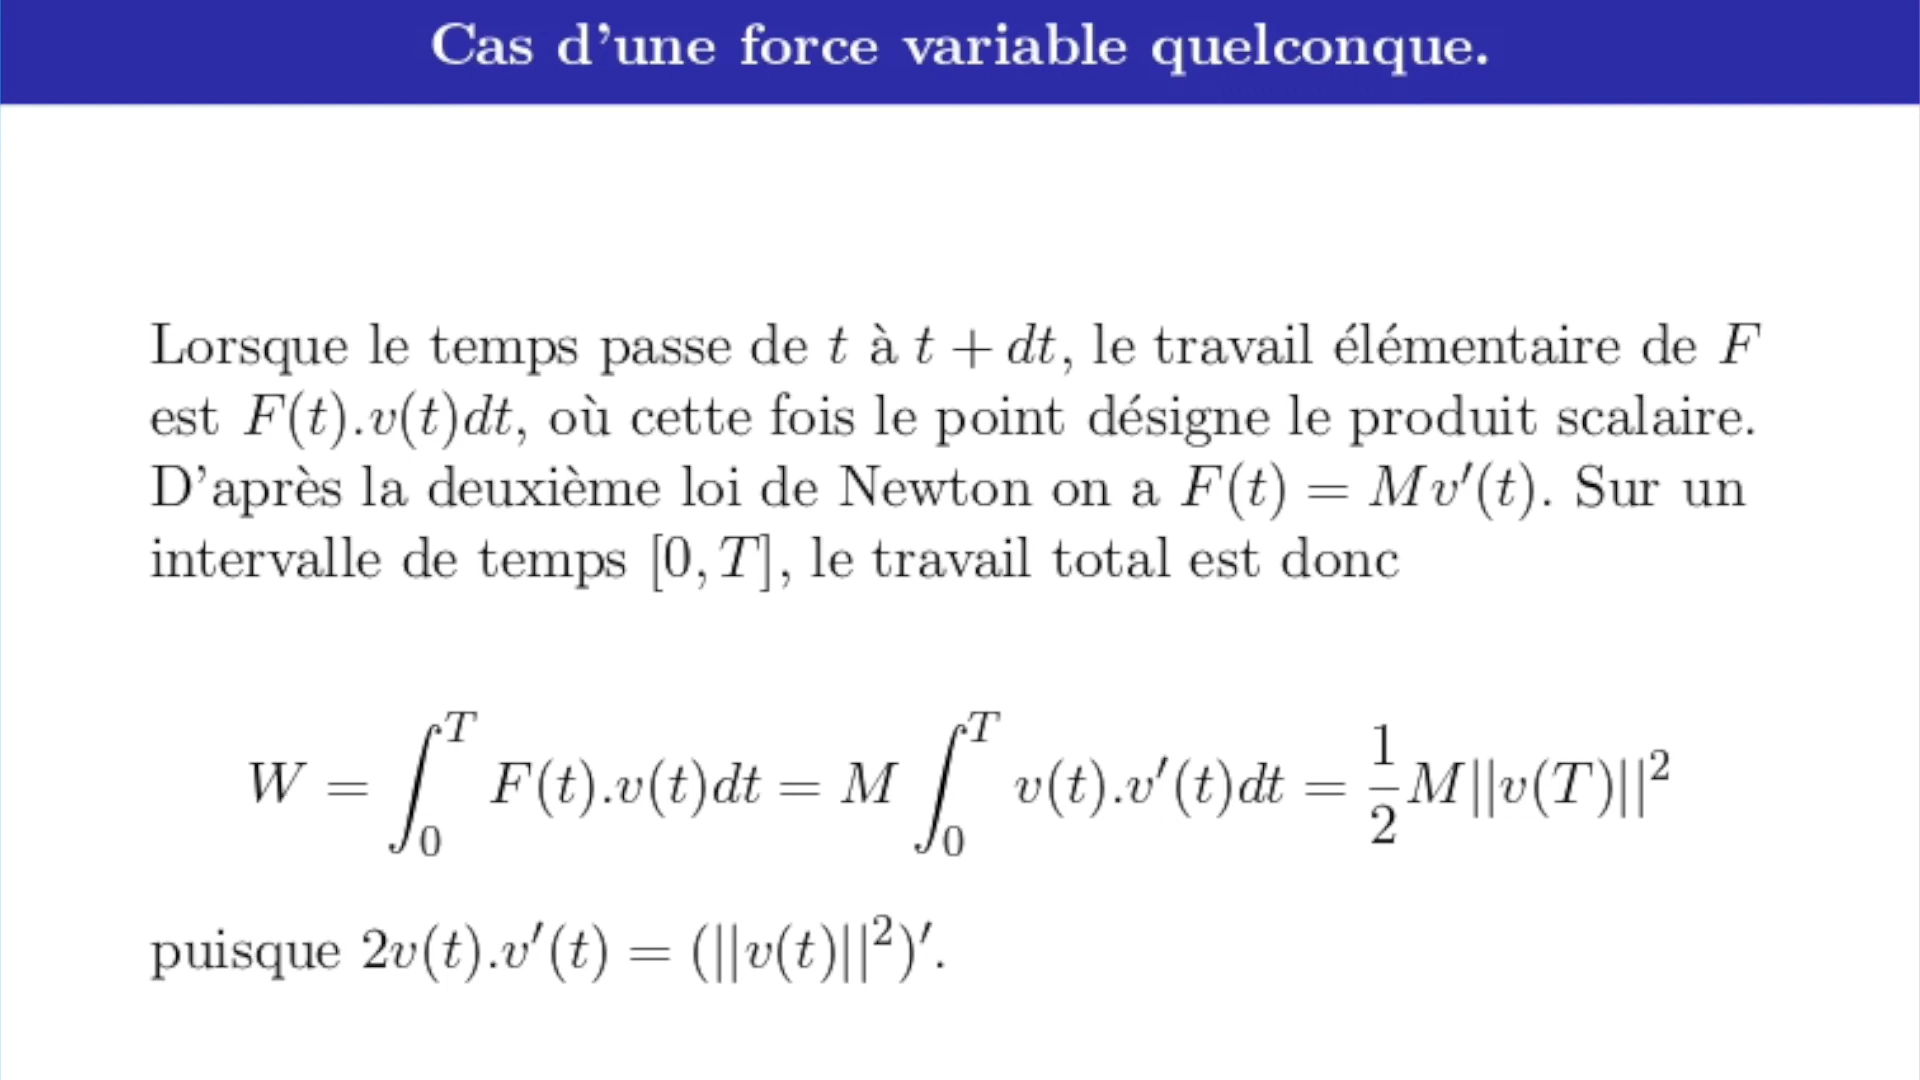 Cas d'une force variable quelconque.
Lorsque le temps passe de t à t + dt, le travail élémentaire de F
est F(t).v(t)dt, où cette fois le point désigne le produit scalaire.
D'après la deuxième loi de Newton on a F(t) = Mv′(t). Sur un
intervalle de temps [0, T], le travail total est donc
W = ∫₀ᵀ F(t).v(t)dt = M ∫₀ᵀ v(t).v′(t)dt = 1/2 M||v(T)||²
puisque 2v(t).v′(t) = (||v(t)||²)′.